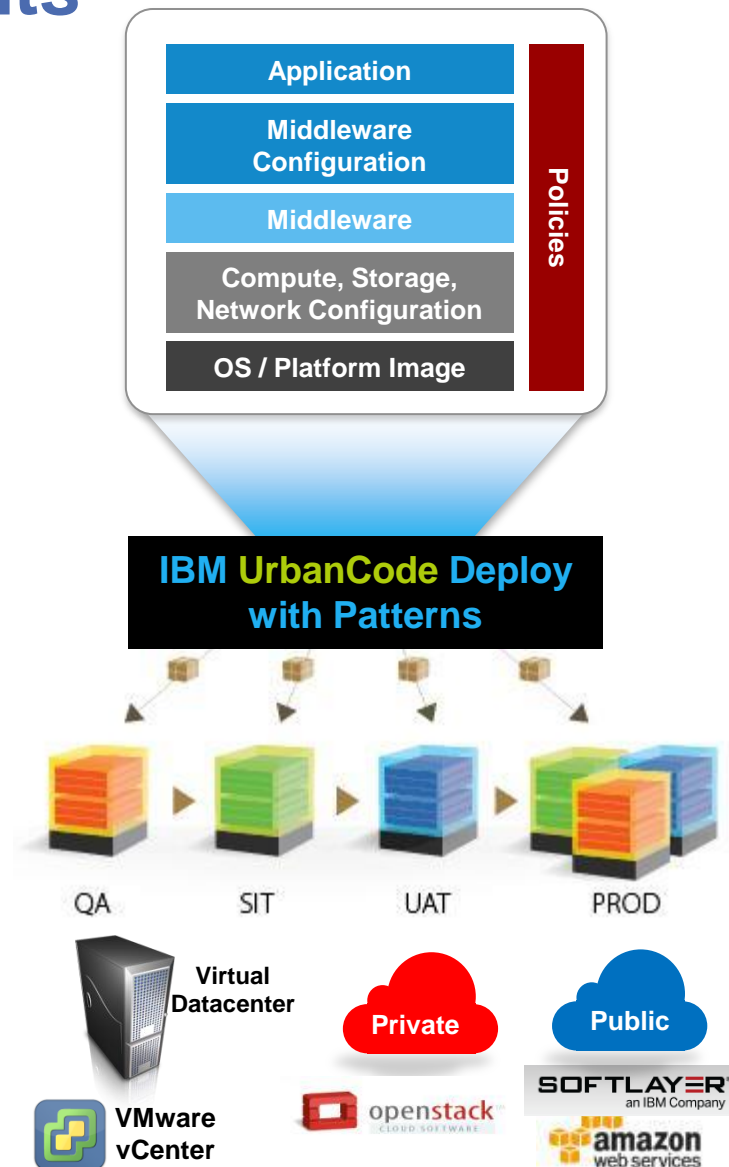 Application
Middleware
Configuration
Middleware
Compute, Storage,
Network Configuration
OS / Platform Image
Policies
IBM UrbanCode Deploy
with Patterns
QA
SIT
UAT
PROD
Virtual
Datacenter
Private
Public
VMware
vCenter
openstack
CLOUD SOFTWARE
SOFTLAYER
an IBM Company
amazon
web services